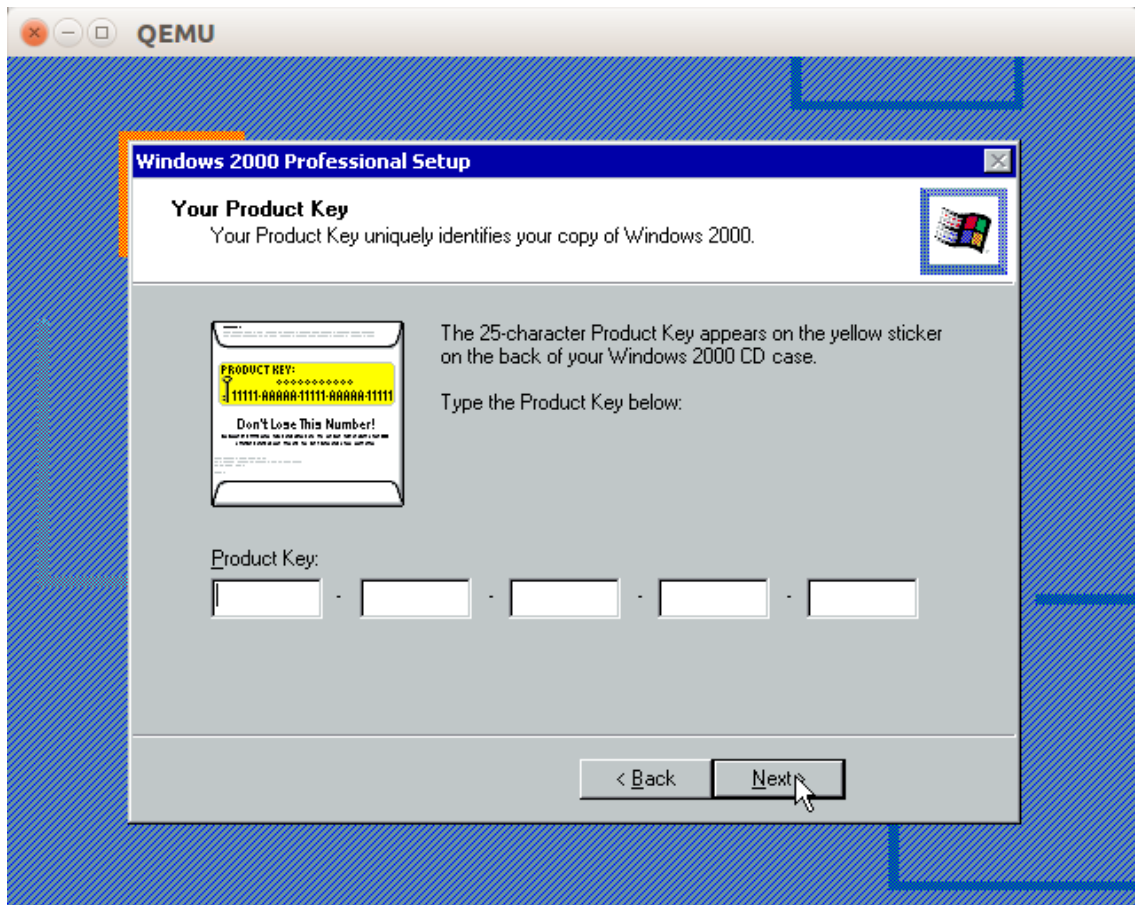 QEMU
Windows 2000 Professional Setup
Your Product Key
Your Product Key uniquely identifies your copy of Windows 2000.
The 25-character Product Key appears on the yellow sticker
on the back of your Windows 2000 CD case.
Type the Product Key below:
PRODUCT KEY:
11111-AAAAA-11111-AAAAA-11111
Don't Lose This Number!
Product Key:
- - - -
< Back
Next >